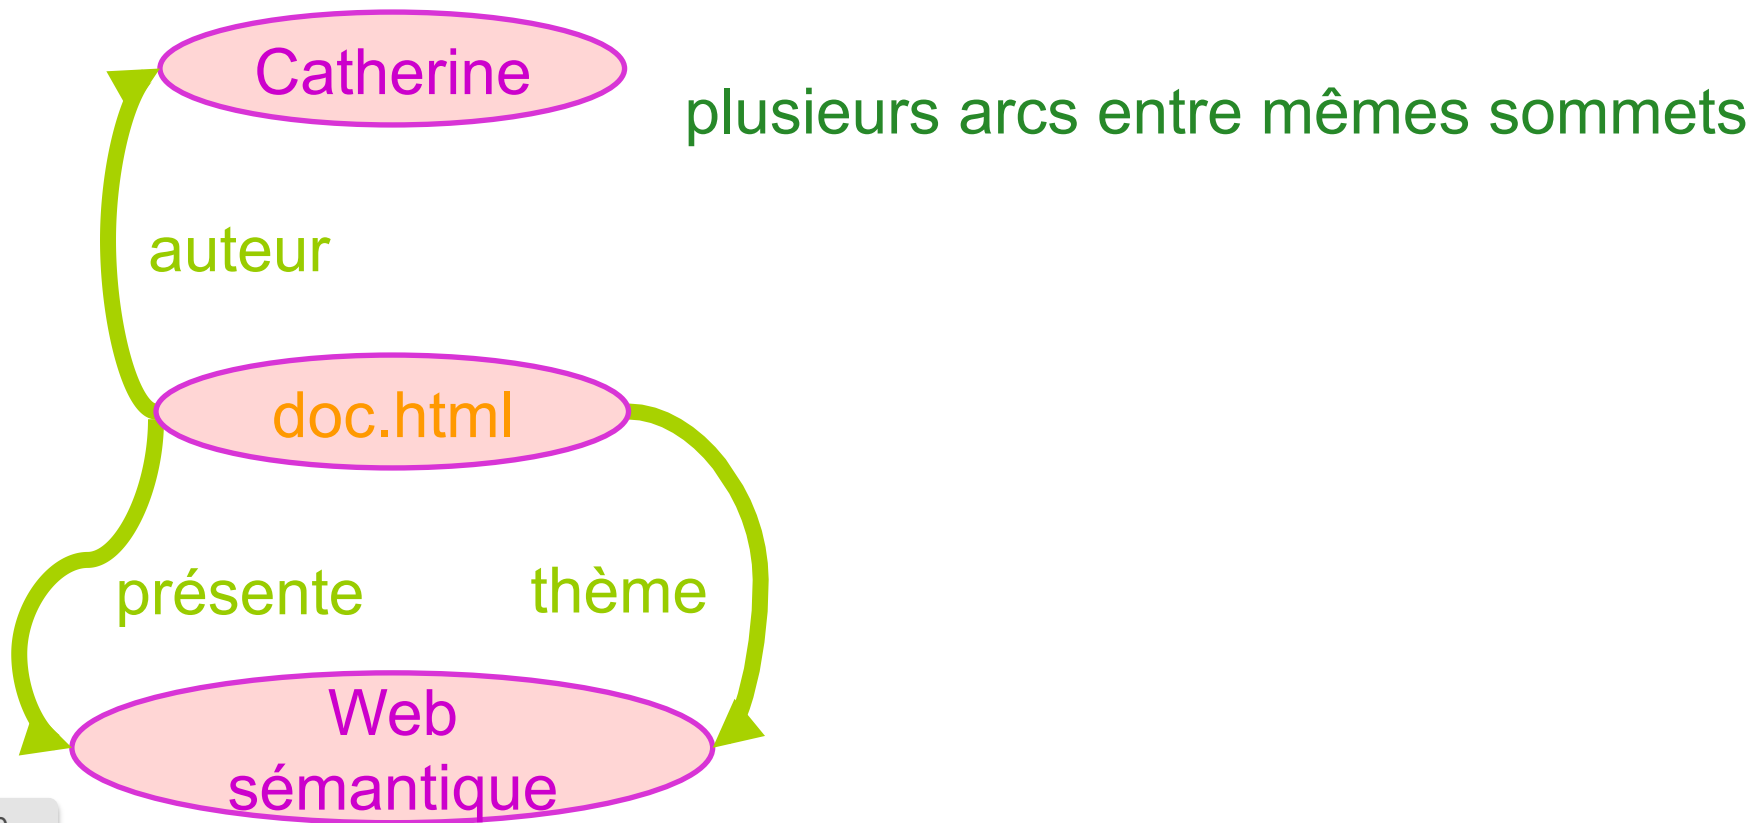 Catherine
plusieurs arcs entre mêmes sommets
auteur
doc.html
présente
thème
Web
sémantique